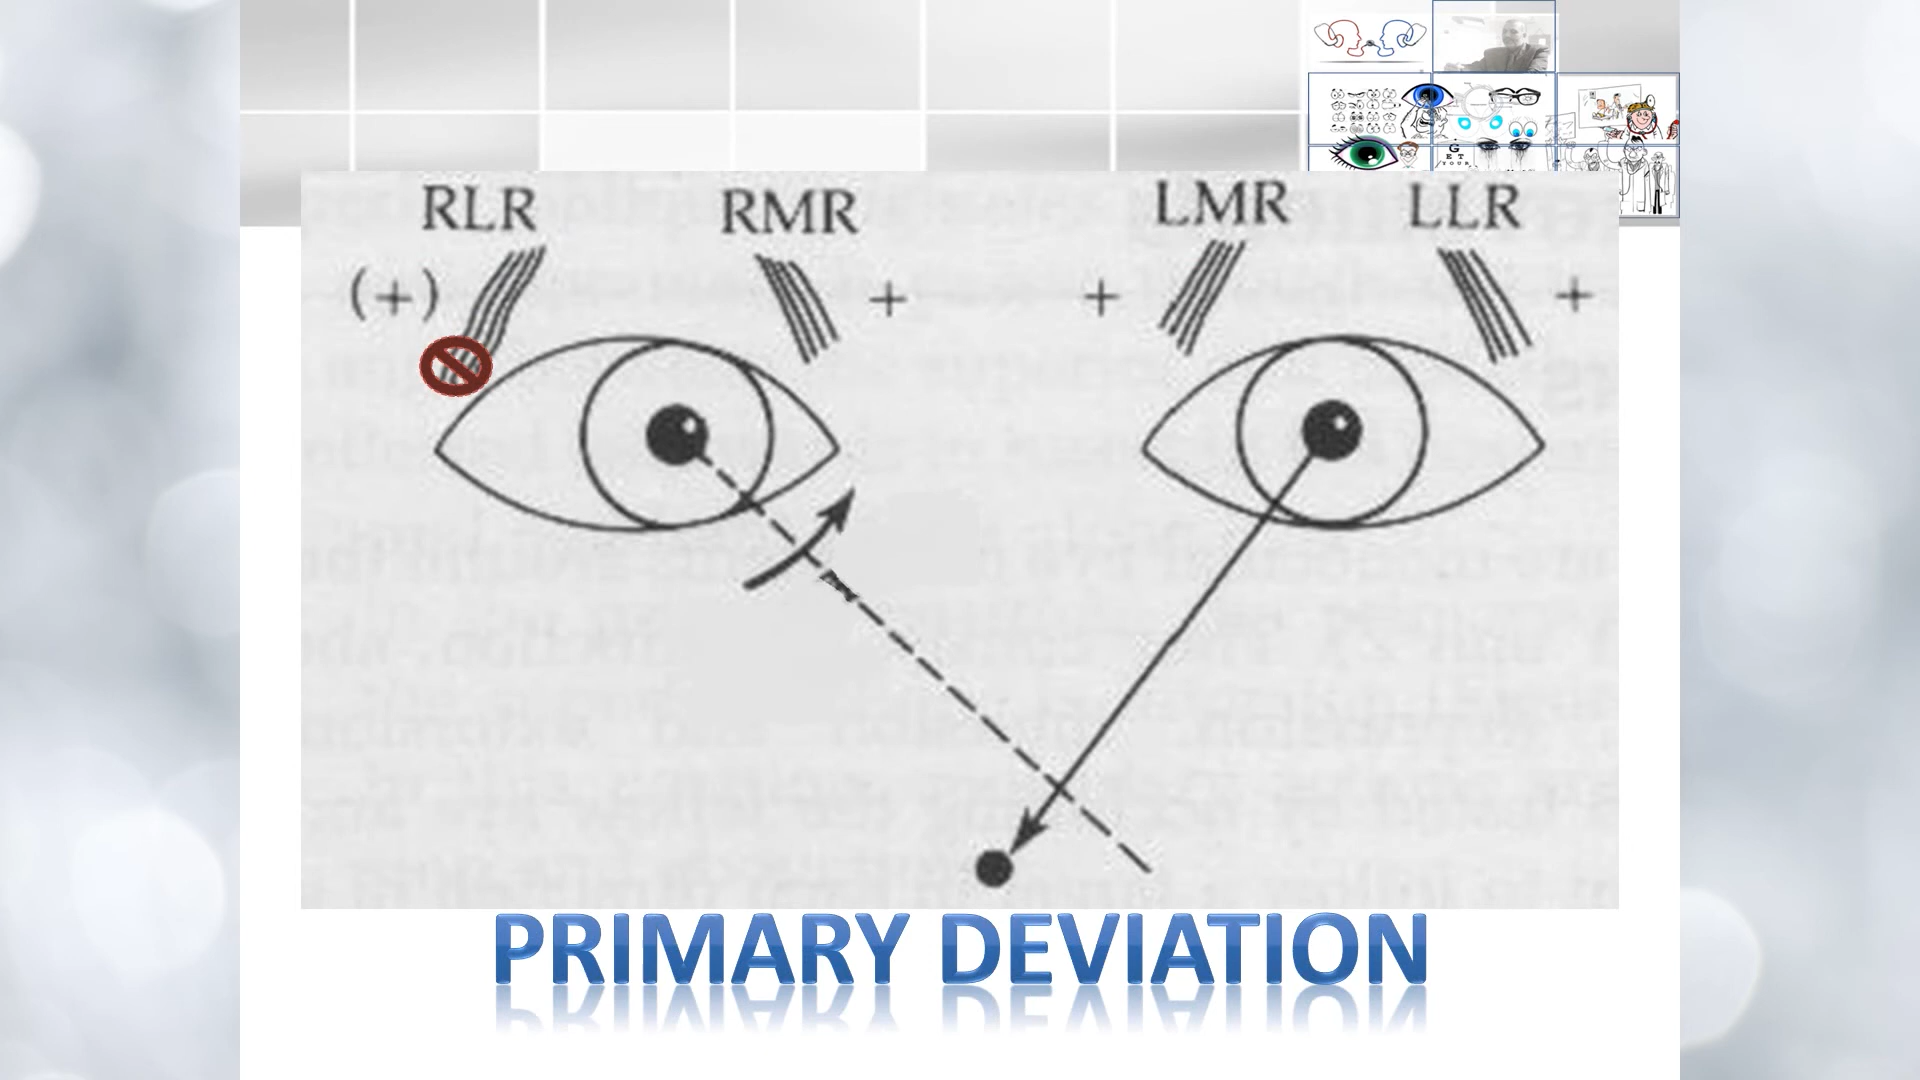 G
E T
Y O U R
RLR RMR LMR LLR
(+) + + +
PRIMARY DEVIATION